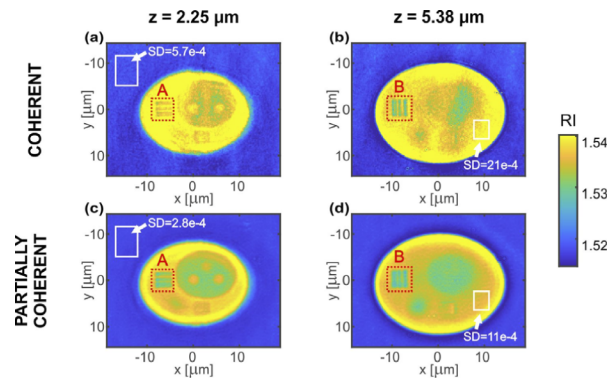 z = 2.25 µm
z = 5.38 µm
COHERENT
(a)
SD=5.7e-4
A
-10
0
10
y [µm]
-10
0
10
x [µm]
(b)
B
SD=21e-4
-10
0
10
y [µm]
-10
0
10
x [µm]
RI
1.54
1.53
1.52
PARTIALLY
COHERENT
(c)
SD=2.8e-4
A
-10
0
10
y [µm]
-10
0
10
x [µm]
(d)
B
SD=11e-4
-10
0
10
y [µm]
-10
0
10
x [µm]